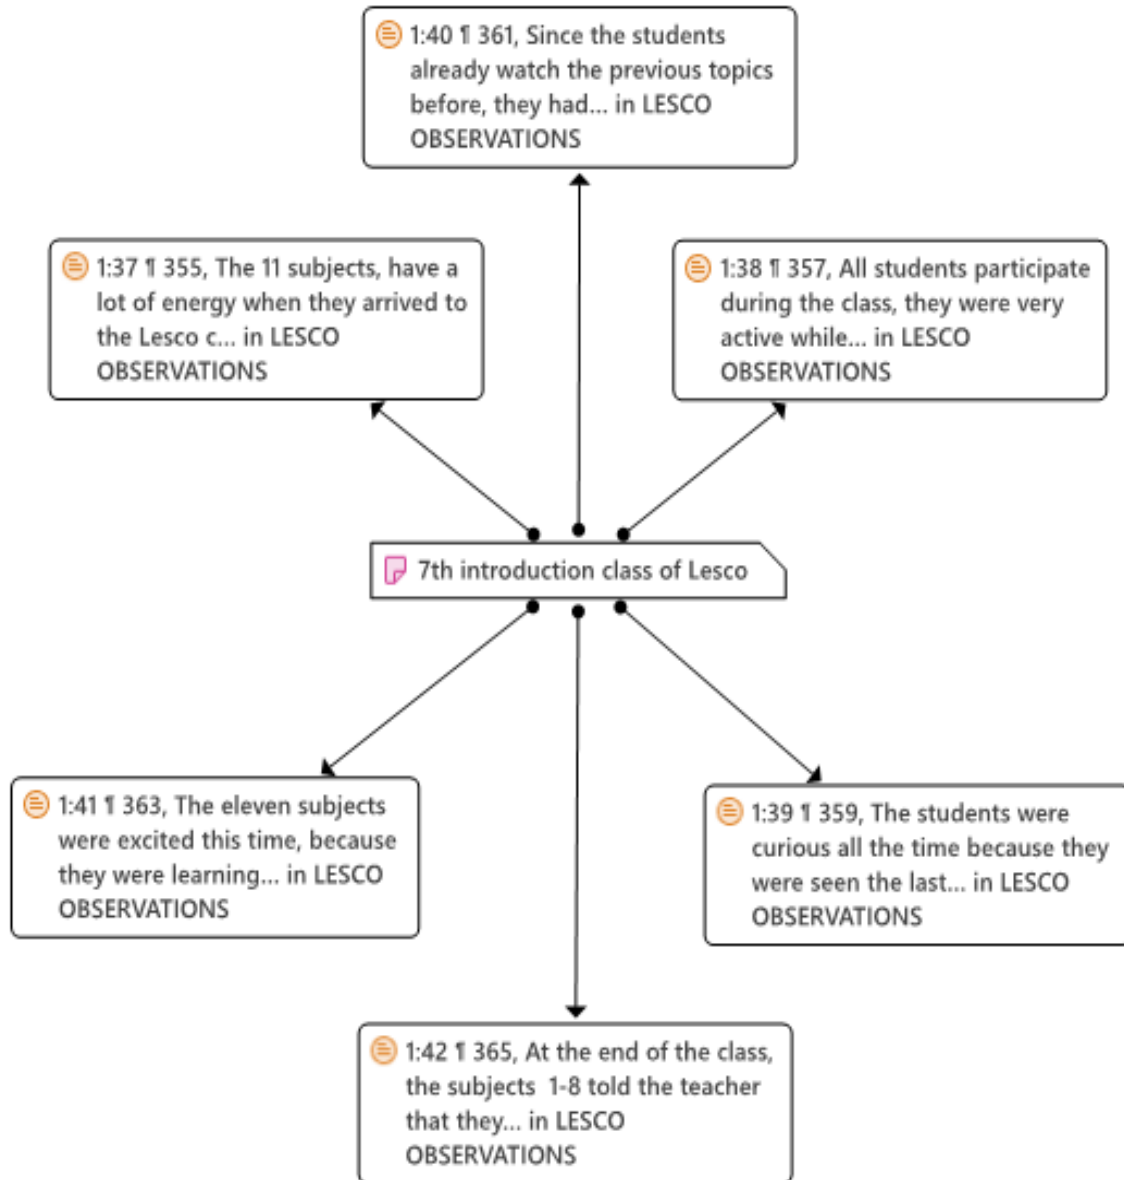 1:40 ¶ 361, Since the students
already watch the previous topics
before, they had... in LESCO
OBSERVATIONS
1:37 ¶ 355, The 11 subjects, have a
lot of energy when they arrived to
the Lesco c... in LESCO
OBSERVATIONS
1:38 ¶ 357, All students participate
during the class, they were very
active while... in LESCO
OBSERVATIONS
7th introduction class of Lesco
1:41 ¶ 363, The eleven subjects
were excited this time, because
they were learning... in LESCO
OBSERVATIONS
1:39 ¶ 359, The students were
curious all the time because they
were seen the last... in LESCO
OBSERVATIONS
1:42 ¶ 365, At the end of the class,
the subjects  1-8 told the teacher
that they... in LESCO
OBSERVATIONS